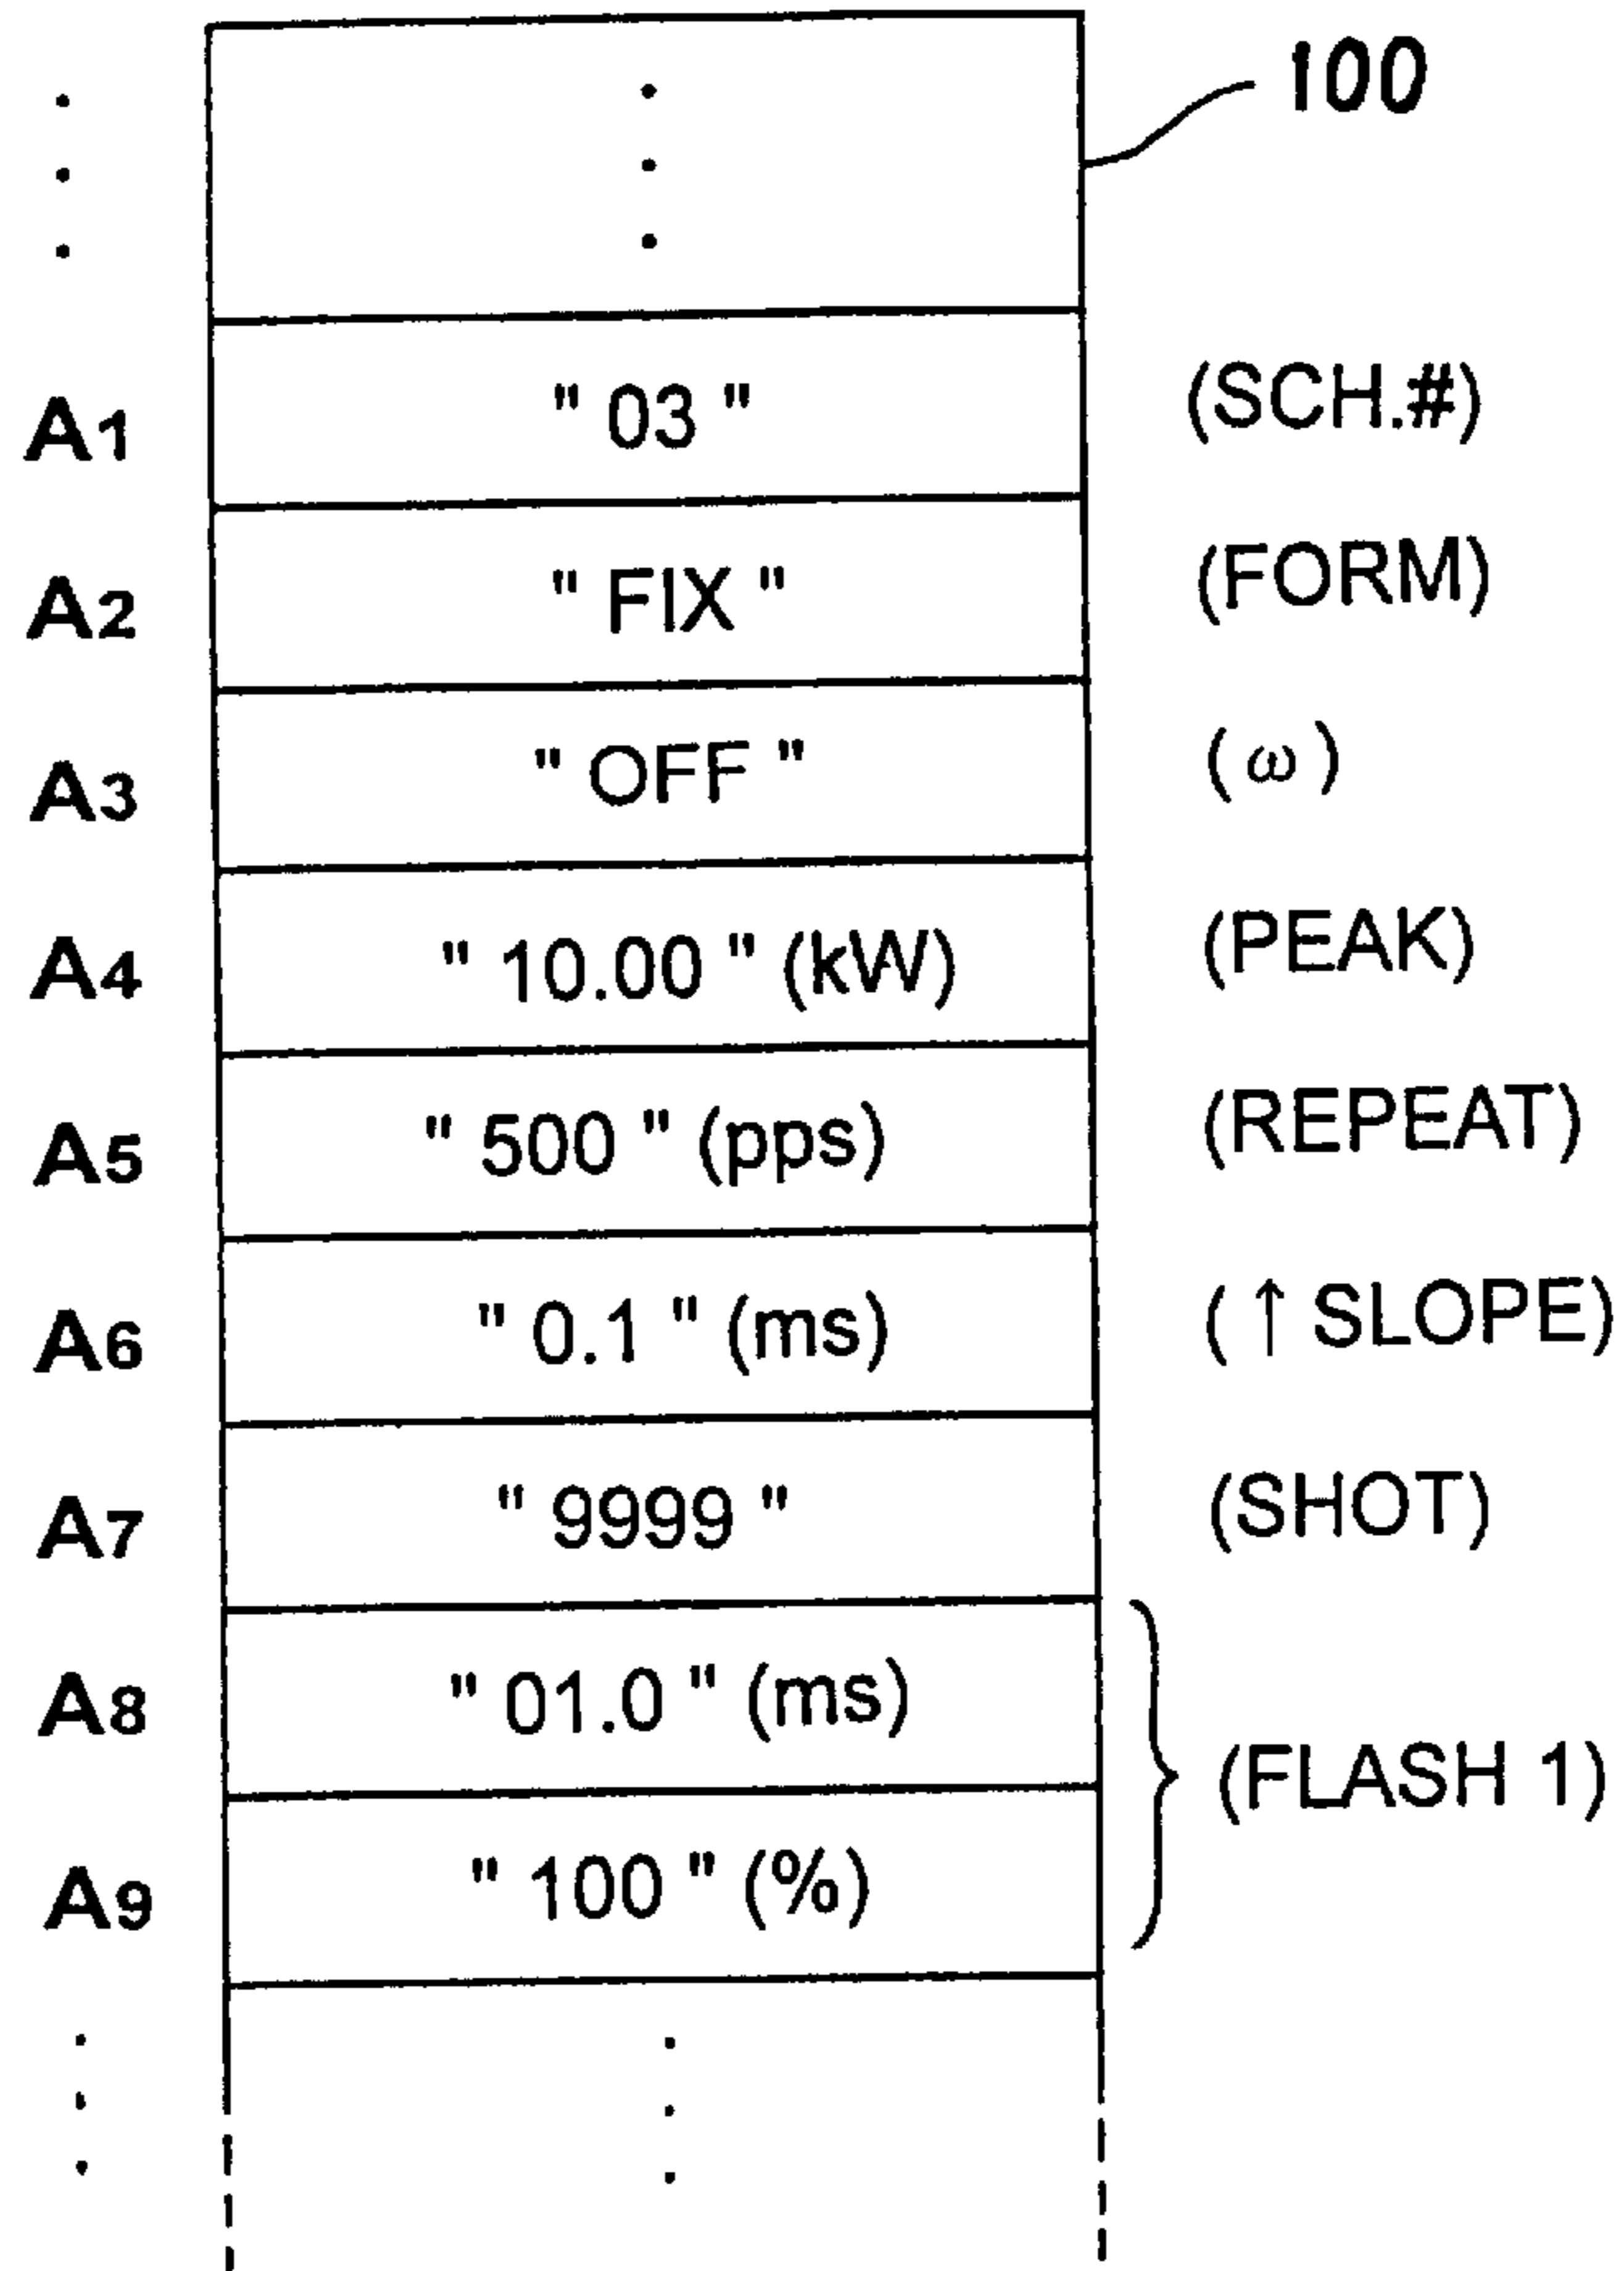 100
A1 " 03 " (SCH.#)
A2 " FIX " (FORM)
A3 " OFF " ( ω )
A4 " 10.00 " (kW) (PEAK)
A5 " 500 " (pps) (REPEAT)
A6 " 0.1 " (ms) ( ↑ SLOPE)
A7 " 9999 " (SHOT)
A8 " 01.0 " (ms)
(FLASH 1)
A9 " 100 " (%)